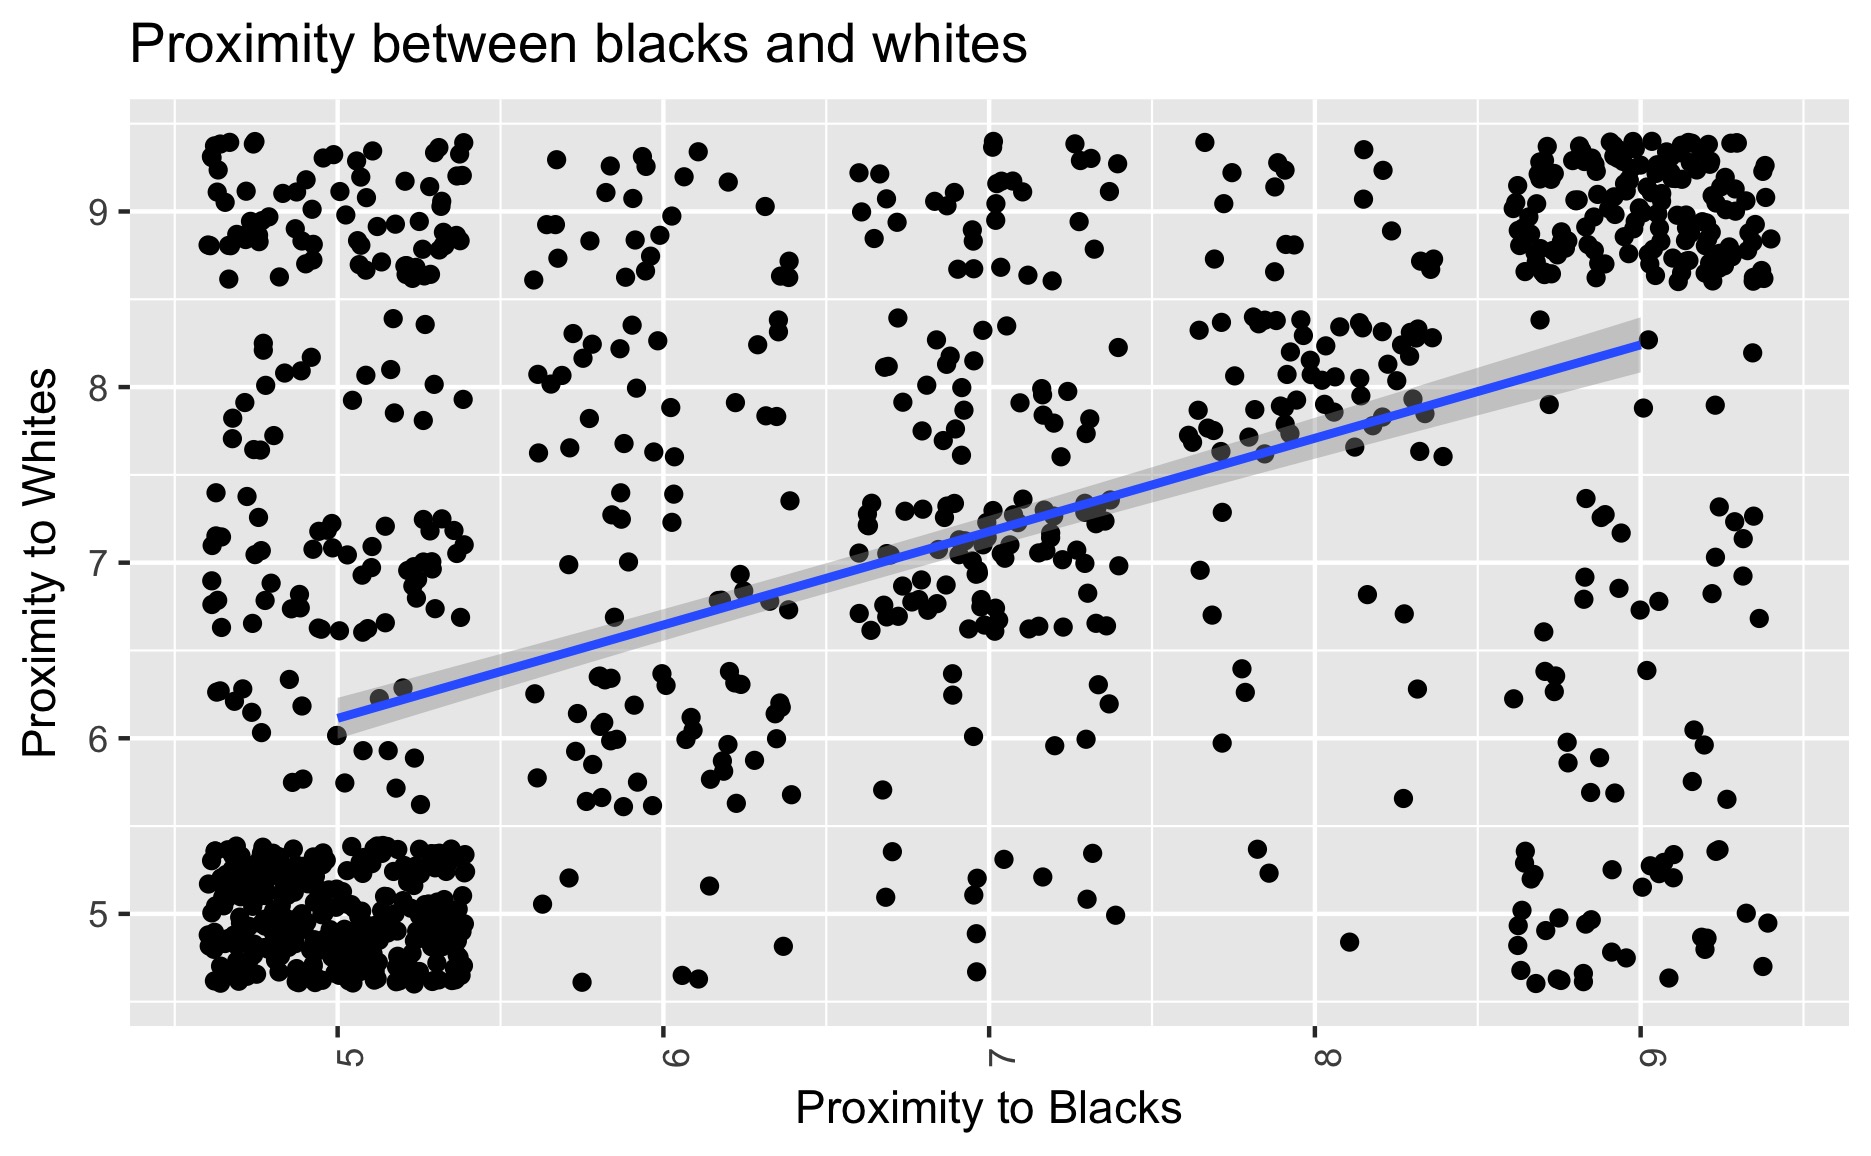 Proximity between blacks and whites
Proximity to Whites
9
8
7
6
5
5 6 7 8 9
Proximity to Blacks